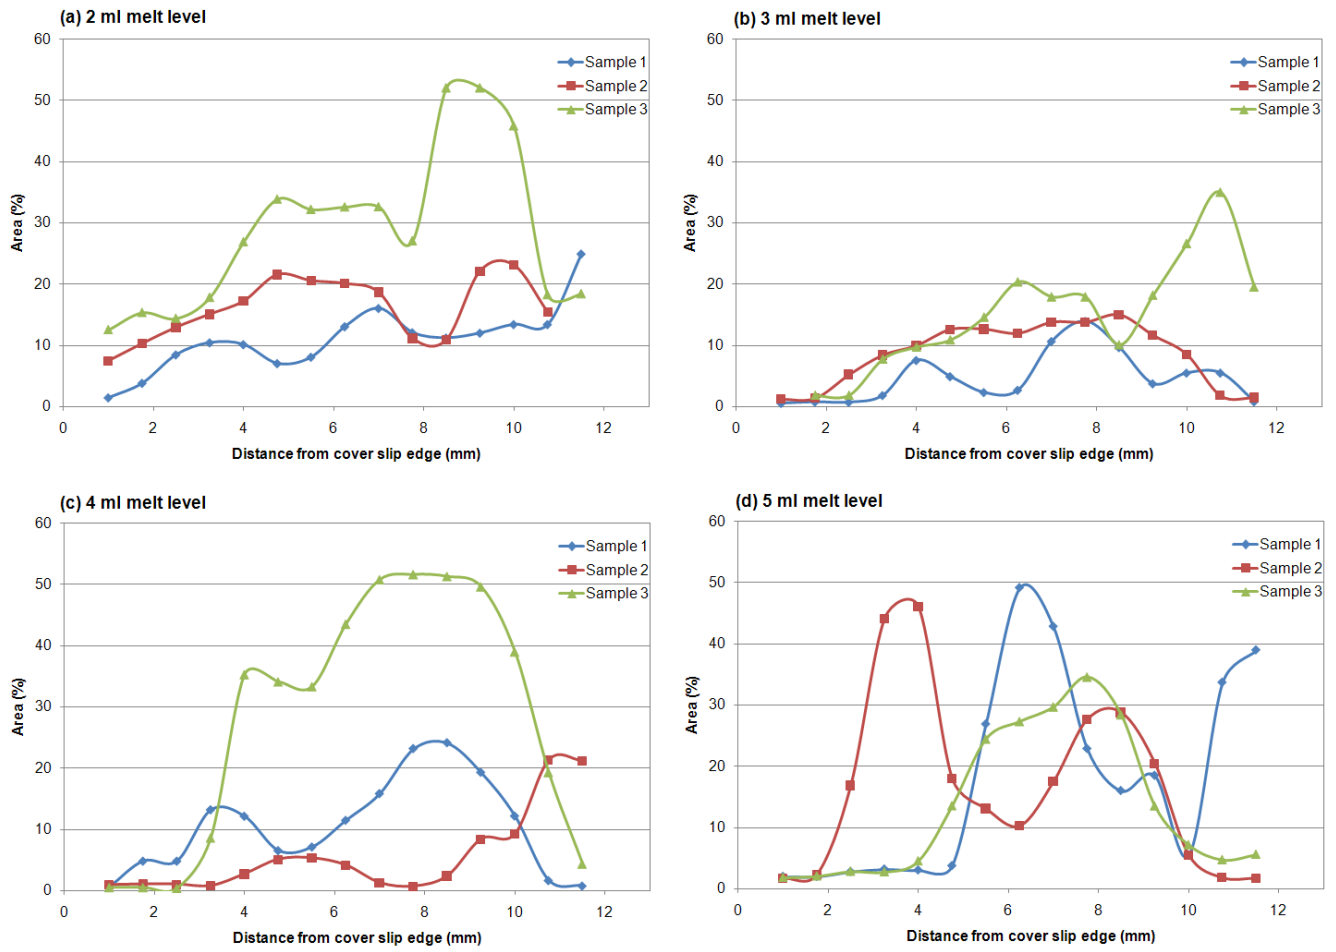 (a) 2 ml melt level
60
50
40
30
20
10
0
Area (%)
0 2 4 6 8 10 12
Distance from cover slip edge (mm)
Sample 1
Sample 2
Sample 3
(b) 3 ml melt level
60
50
40
30
20
10
0
Area (%)
0 2 4 6 8 10 12
Distance from cover slip edge (mm)
Sample 1
Sample 2
Sample 3
(c) 4 ml melt level
60
50
40
30
20
10
0
Area (%)
0 2 4 6 8 10 12
Distance from cover slip edge (mm)
Sample 1
Sample 2
Sample 3
(d) 5 ml melt level
60
50
40
30
20
10
0
Area (%)
0 2 4 6 8 10 12
Distance from cover slip edge (mm)
Sample 1
Sample 2
Sample 3